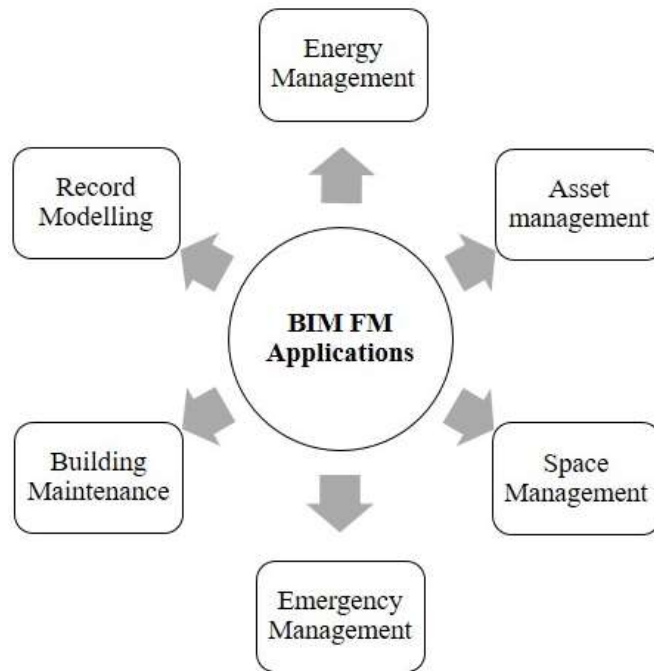 Energy
Management
Record
Modelling
Asset
management
BIM FM
Applications
Building
Maintenance
Space
Management
Emergency
Management